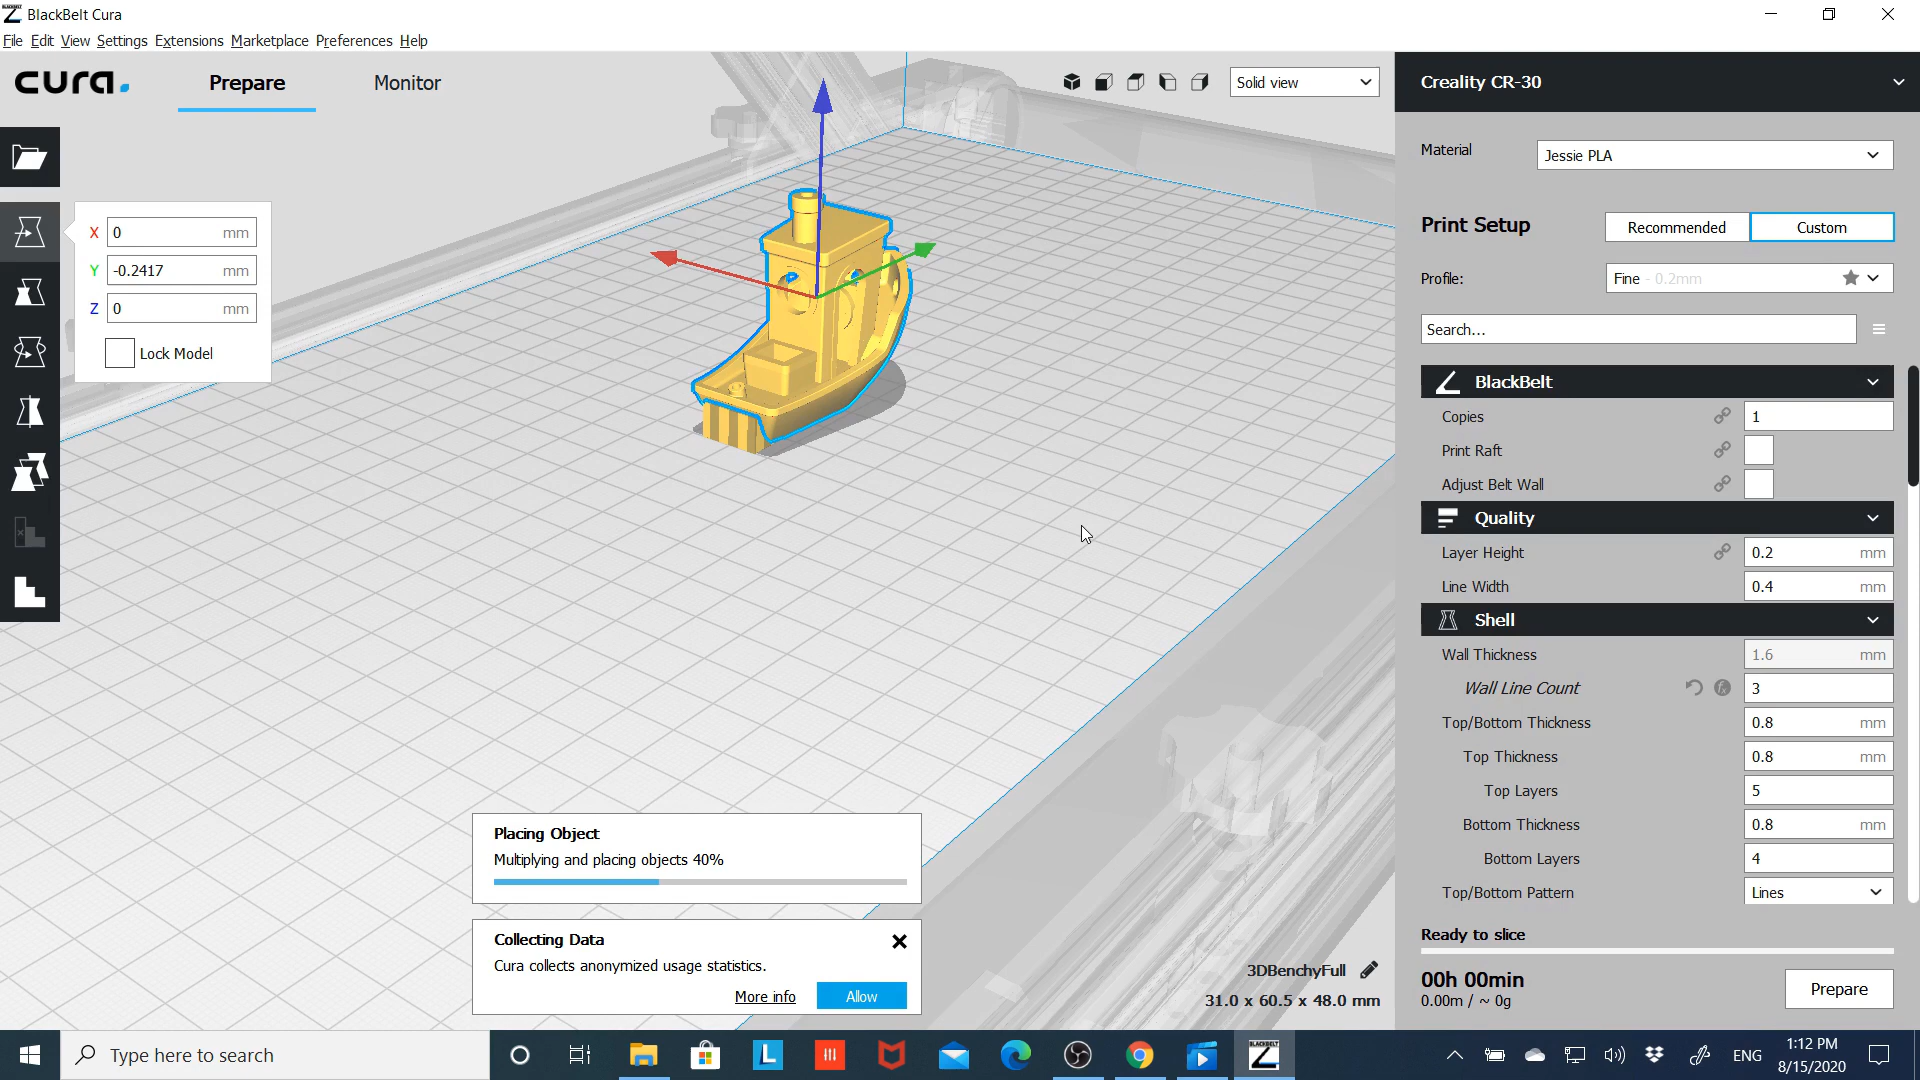 BlackBelt Cura
File Edit View Settings Extensions Marketplace Preferences Help
cura.
Prepare
Monitor
Solid view
Creality CR-30
Material
Jessie PLA
X 0 mm
Y -0.2417 mm
Z 0 mm
Lock Model
Print Setup
Recommended
Custom
Profile:
Fine - 0.2mm
Search...
BlackBelt
Copies 1
Print Raft
Adjust Belt Wall
Quality
Layer Height 0.2 mm
Line Width 0.4 mm
Shell
Wall Thickness 1.6 mm
Wall Line Count 3
Top/Bottom Thickness 0.8 mm
Top Thickness 0.8 mm
Top Layers 5
Bottom Thickness 0.8 mm
Bottom Layers 4
Top/Bottom Pattern Lines
Placing Object
Multiplying and placing objects 40%
Collecting Data
Cura collects anonymized usage statistics.
More info
Allow
3DBenchyFull
31.0 x 60.5 x 48.0 mm
Ready to slice
00h 00min
0.00m / ~ 0g
Prepare
Type here to search
L
BLACKBELT
ENG
1:12 PM
8/15/2020